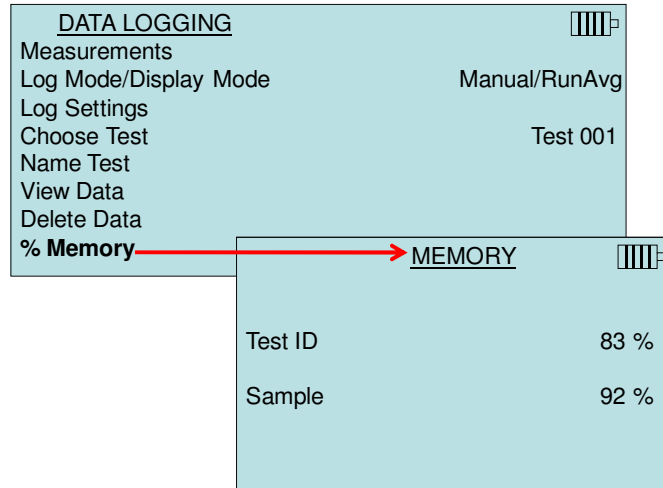 DATA LOGGING
Measurements
Log Mode/Display Mode Manual/RunAvg
Log Settings
Choose Test Test 001
Name Test
View Data
Delete Data
% Memory
MEMORY
Test ID 83 %
Sample 92 %